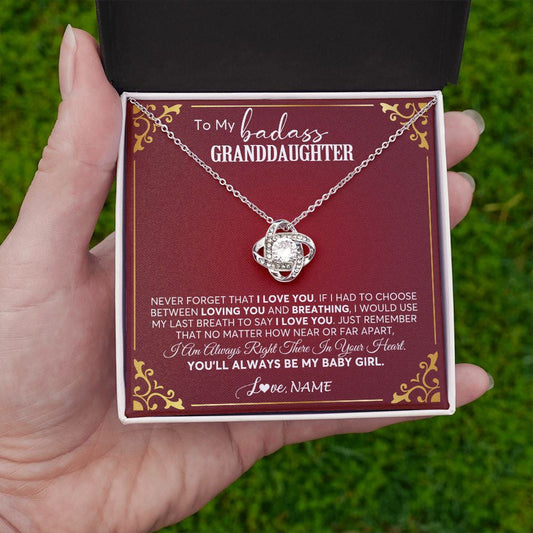 To My badass
GRANDDAUGHTER
NEVER FORGET THAT I LOVE YOU. IF I HAD TO CHOOSE
BETWEEN LOVING YOU AND BREATHING, I WOULD USE
MY LAST BREATH TO SAY I LOVE YOU. JUST REMEMBER
THAT NO MATTER HOW NEAR OR FAR APART,
I Am Always Right There In Your Heart.
YOU'LL ALWAYS BE MY BABY GIRL.
Love, NAME